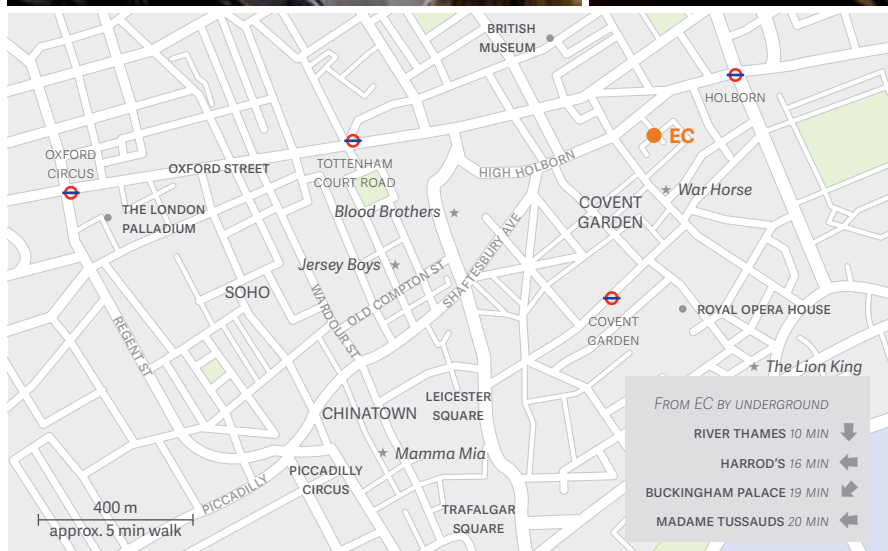 BRITISH
MUSEUM
HOLBORN
EC
OXFORD
CIRCUS
OXFORD STREET
TOTTENHAM
COURT ROAD
HIGH HOLBORN
War Horse
THE LONDON
PALLADIUM
Blood Brothers
COVENT
GARDEN
SHAFTESBURY AVE
Jersey Boys
OLD COMPTON ST
SOHO
WARDOUR ST
REGENT ST
COVENT
GARDEN
ROYAL OPERA HOUSE
The Lion King
LEICESTER
SQUARE
CHINATOWN
Mamma Mia
PICCADILLY
CIRCUS
PICCADILLY
TRAFALGAR
SQUARE
400 m
approx. 5 min walk
FROM EC BY UNDERGROUND
RIVER THAMES 10 MIN
HARROD'S 16 MIN
BUCKINGHAM PALACE 19 MIN
MADAME TUSSAUDS 20 MIN